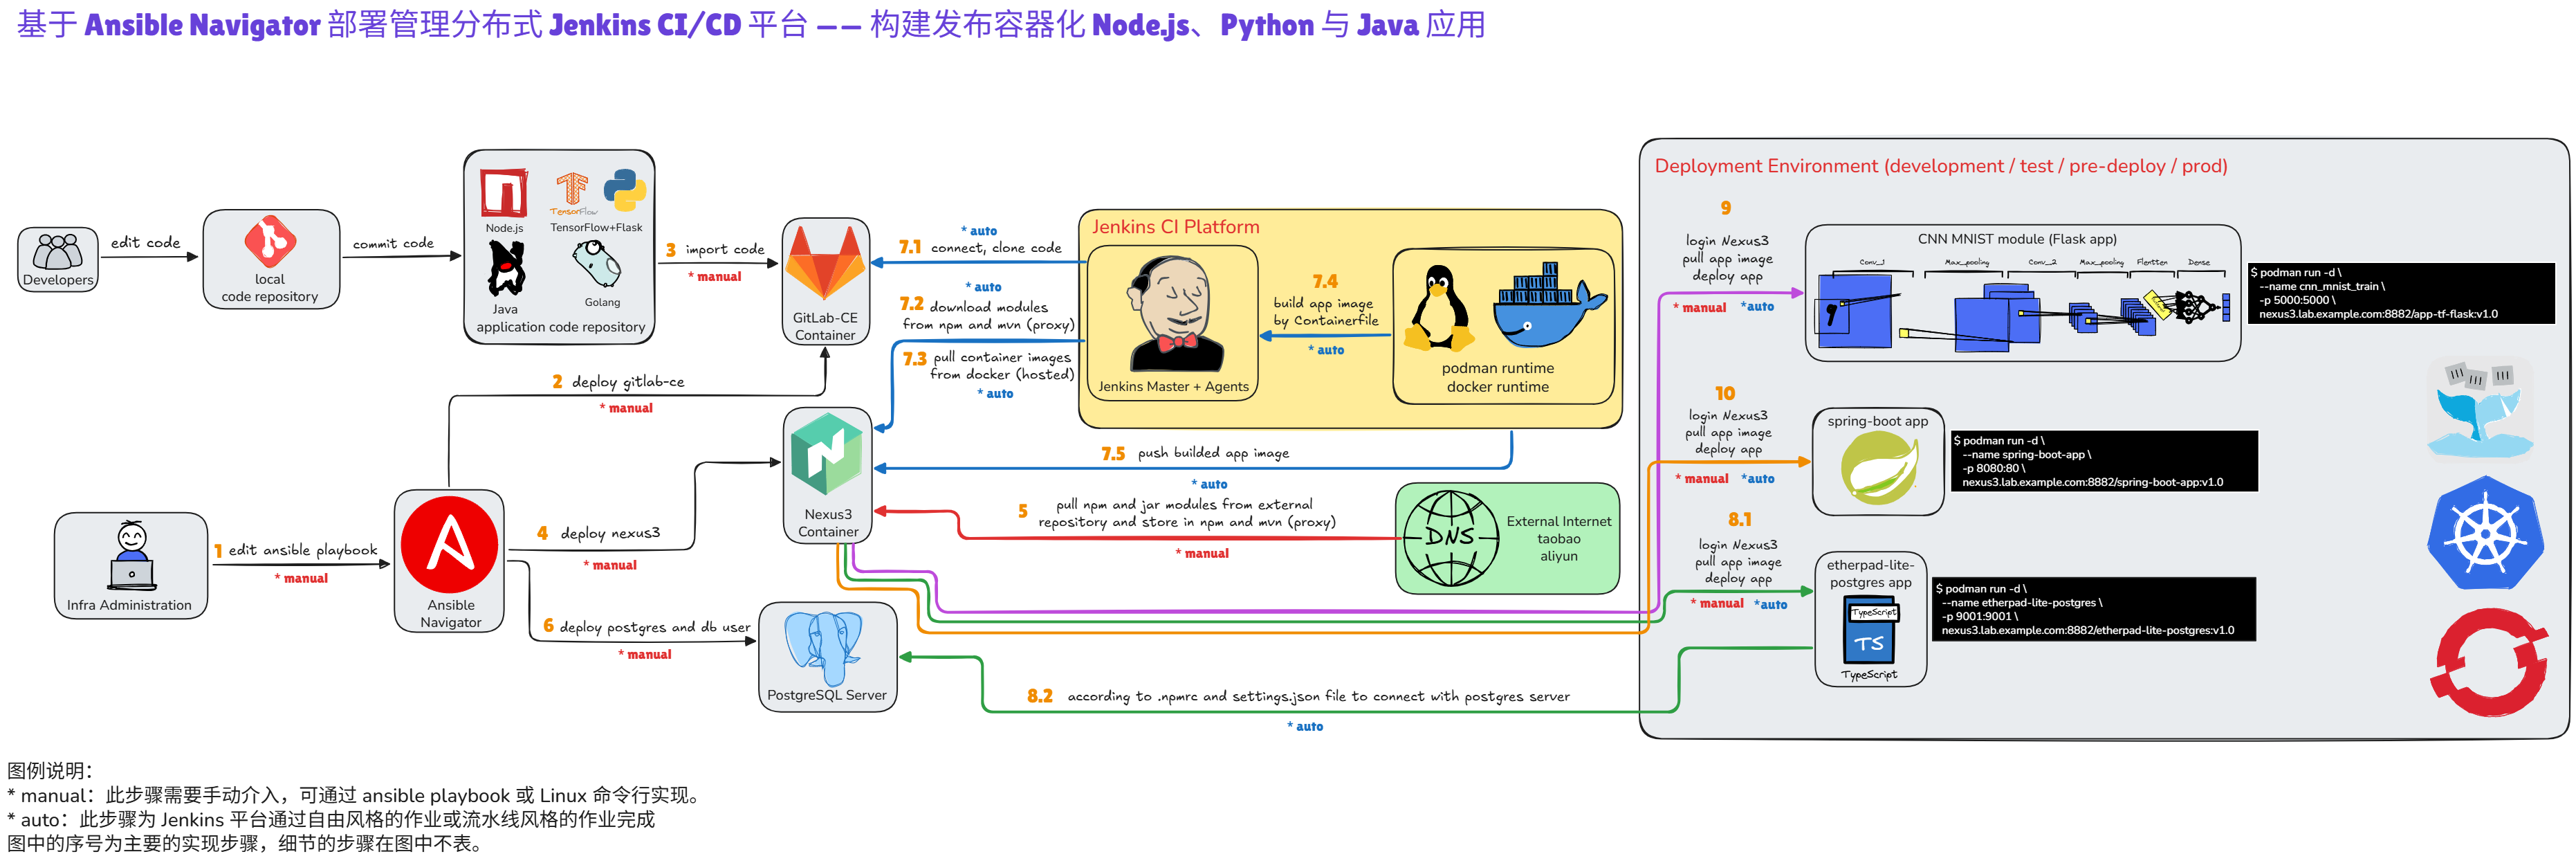 基于 Ansible Navigator 部署管理分布式 Jenkins CI/CD 平台 —— 构建发布容器化 Node.js、Python 与 Java 应用
Developers
edit code
local
code repository
commit code
Node.js
TensorFlow
TensorFlow+Flask
Java
Golang
application code repository
3 import code
* manual
GitLab-CE
Container
* auto
7.1 connect, clone code
* auto
7.2 download modules
from npm and mvn (proxy)
7.3 pull container images
from docker (hosted)
* auto
Jenkins CI Platform
Jenkins Master + Agents
7.4
build app image
by Containerfile
* auto
podman runtime
docker runtime
2 deploy gitlab-ce
* manual
Infra Administration
1 edit ansible playbook
* manual
Ansible
Navigator
4 deploy nexus3
* manual
Nexus3
Container
7.5 push builded app image
* auto
5 pull npm and jar modules from external
repository and store in npm and mvn (proxy)
* manual
DNS
External Internet
taobao
aliyun
6 deploy postgres and db user
* manual
PostgreSQL Server
8.2 according to .npmrc and settings.json file to connect with postgres server
* auto
Deployment Environment (development / test / pre-deploy / prod)
9
login Nexus3
pull app image
deploy app
* manual *auto
CNN MNIST module (Flask app)
Conv_1 Max_pooling Conv_2 Max_pooling Flentten Dense
$ podman run -d \
--name cnn_mnist_train \
-p 5000:5000 \
nexus3.lab.example.com:8882/app-tf-flask:v1.0
10
login Nexus3
pull app image
deploy app
* manual *auto
spring-boot app
$ podman run -d \
--name spring-boot-app \
-p 8080:80 \
nexus3.lab.example.com:8882/spring-boot-app:v1.0
8.1
login Nexus3
pull app image
deploy app
* manual *auto
etherpad-lite-
postgres app
TypeScript
TS
TypeScript
$ podman run -d \
--name etherpad-lite-postgres \
-p 9001:9001 \
nexus3.lab.example.com:8882/etherpad-lite-postgres:v1.0
图例说明：
* manual：此步骤需要手动介入，可通过 ansible playbook 或 Linux 命令行实现。
* auto：此步骤为 Jenkins 平台通过自由风格的作业或流水线风格的作业完成
图中的序号为主要的实现步骤，细节的步骤在图中不表。